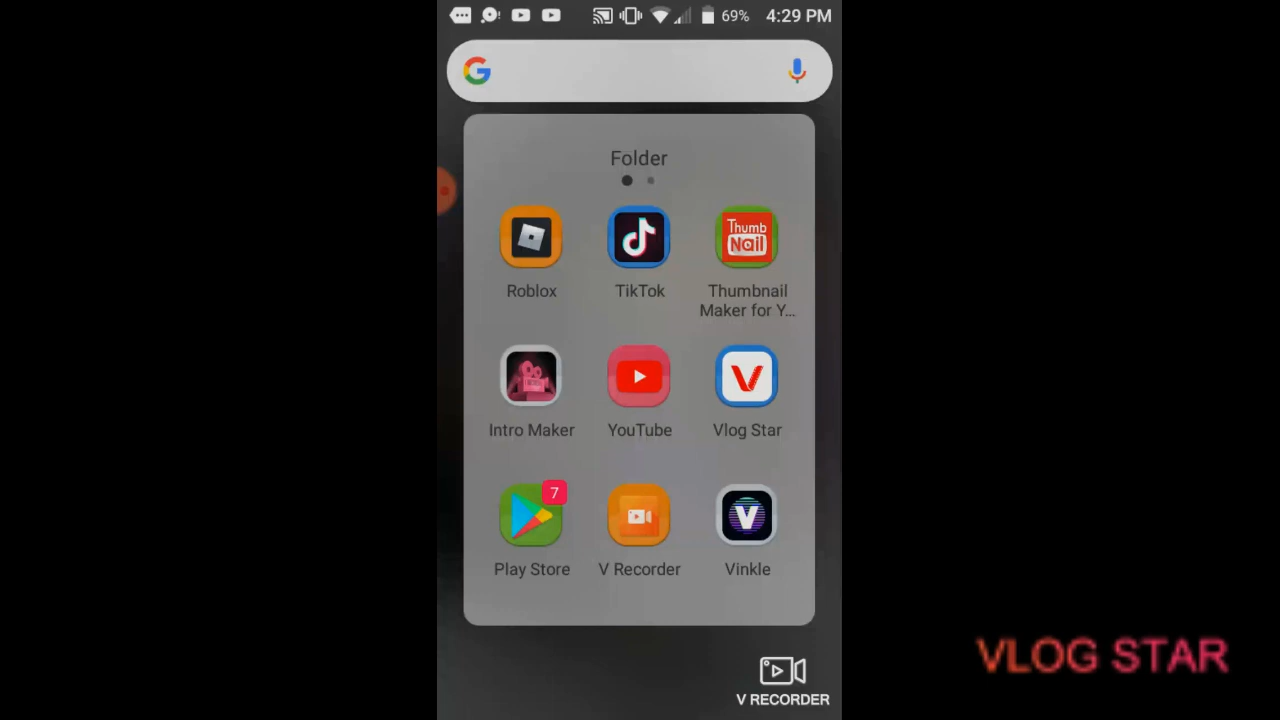 69% 4:29 PM
Folder
Thumb
Nail
Roblox TikTok Thumbnail
Maker for Y...
Intro Maker YouTube Vlog Star
7
V
Play Store V Recorder Vinkle
VLOG STAR
V RECORDER